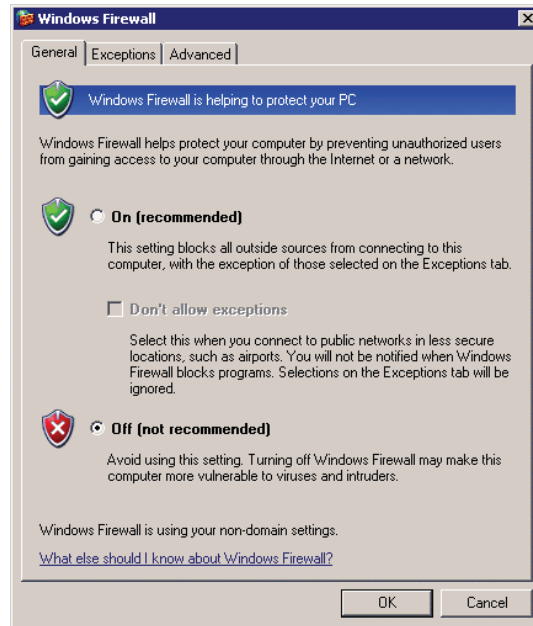 Windows Firewall
General Exceptions Advanced
Windows Firewall is helping to protect your PC
Windows Firewall helps protect your computer by preventing unauthorized users
from gaining access to your computer through the Internet or a network.
On (recommended)
This setting blocks all outside sources from connecting to this
computer, with the exception of those selected on the Exceptions tab.
Don't allow exceptions
Select this when you connect to public networks in less secure
locations, such as airports. You will not be notified when Windows
Firewall blocks programs. Selections on the Exceptions tab will be
ignored.
Off (not recommended)
Avoid using this setting. Turning off Windows Firewall may make this
computer more vulnerable to viruses and intruders.
Windows Firewall is using your non-domain settings.
What else should I know about Windows Firewall?
OK Cancel